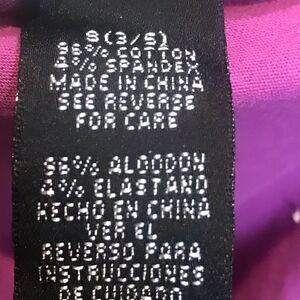 S(3/5)
96% COTTON
4% SPANDEX
MADE IN CHINA
SEE REVERSE
FOR CARE
96% ALGODON
4% ELASTANO
HECHO EN CHINA
VER EL
REVERSO PARA
INSTRUCCIONES
DE CUIDADO